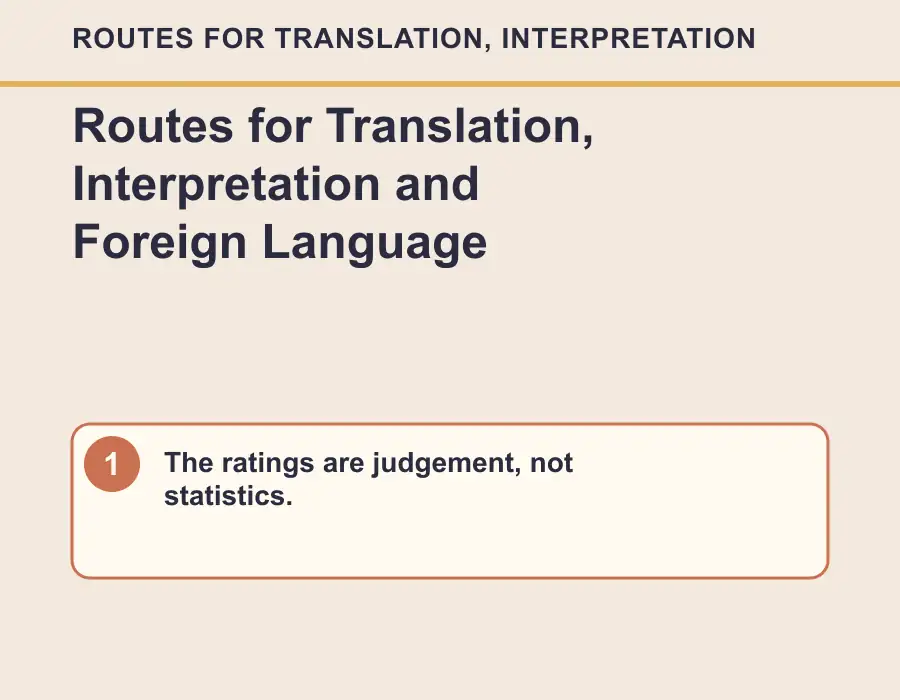 ROUTES FOR TRANSLATION, INTERPRETATION
Routes for Translation,
Interpretation and
Foreign Language
1
The ratings are judgement, not
statistics.